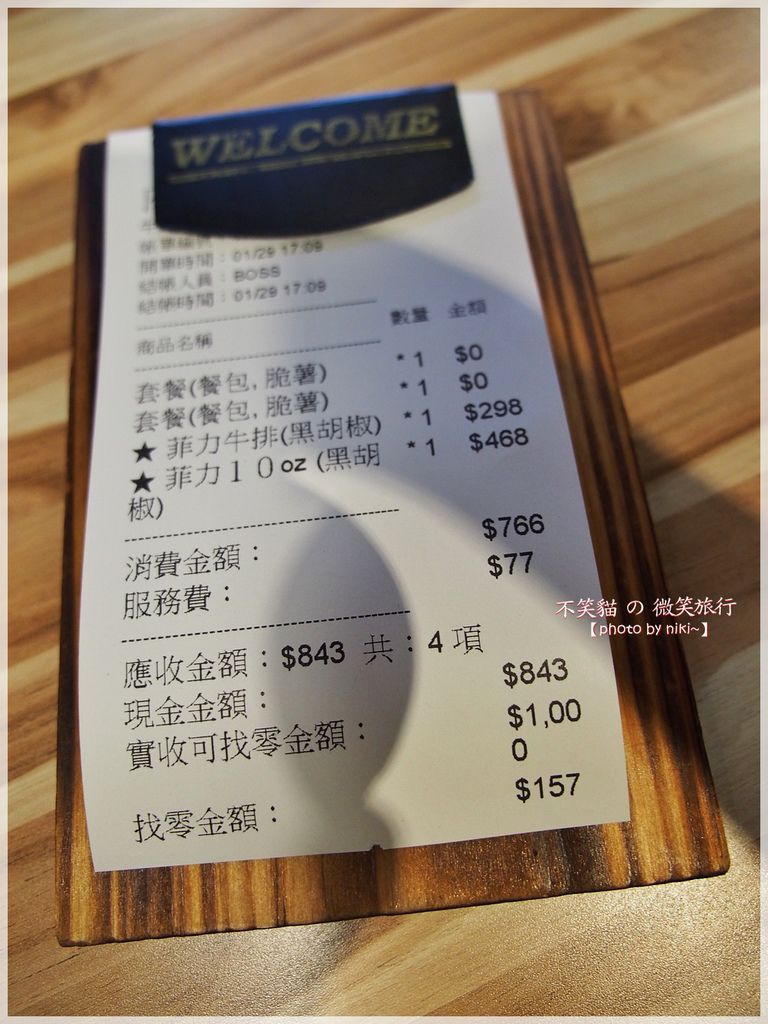 WELCOME
開單時間：01/29 17:09
結帳人員：BOSS
結帳時間：01/29 17:09
數量 金額
商品名稱
套餐(餐包,脆薯) *1 $0
套餐(餐包,脆薯) *1 $0
★ 菲力牛排(黑胡椒) *1 $298
★ 菲力１０oz (黑胡 *1 $468
椒)
消費金額： $766
服務費： $77
應收金額：$843 共：4 項
現金金額： $843
實收可找零金額： $1,00
0
找零金額： $157
不笑貓 の 微笑旅行
【photo by niki~】